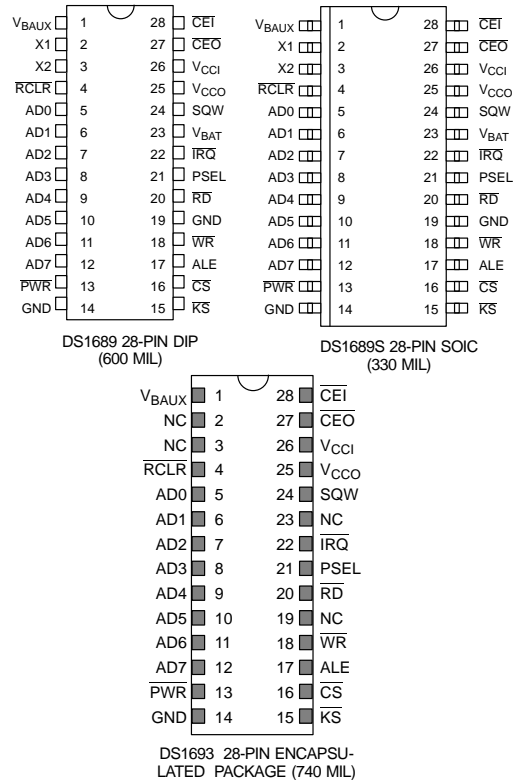 VBAUX 1 28 CEI
X1 2 27 CEO
X2 3 26 VCCI
RCLR 4 25 VCCO
AD0 5 24 SQW
AD1 6 23 VBAT
AD2 7 22 IRQ
AD3 8 21 PSEL
AD4 9 20 RD
AD5 10 19 GND
AD6 11 18 WR
AD7 12 17 ALE
PWR 13 16 CS
GND 14 15 KS
DS1689 28-PIN DIP
(600 MIL)
VBAUX 1 28 CEI
X1 2 27 CEO
X2 3 26 VCCI
RCLR 4 25 VCCO
AD0 5 24 SQW
AD1 6 23 VBAT
AD2 7 22 IRQ
AD3 8 21 PSEL
AD4 9 20 RD
AD5 10 19 GND
AD6 11 18 WR
AD7 12 17 ALE
PWR 13 16 CS
GND 14 15 KS
DS1689S 28-PIN SOIC
(330 MIL)
VBAUX 1 28 CEI
NC 2 27 CEO
NC 3 26 VCCI
RCLR 4 25 VCCO
AD0 5 24 SQW
AD1 6 23 NC
AD2 7 22 IRQ
AD3 8 21 PSEL
AD4 9 20 RD
AD5 10 19 NC
AD6 11 18 WR
AD7 12 17 ALE
PWR 13 16 CS
GND 14 15 KS
DS1693 28-PIN ENCAPSU-
LATED PACKAGE (740 MIL)